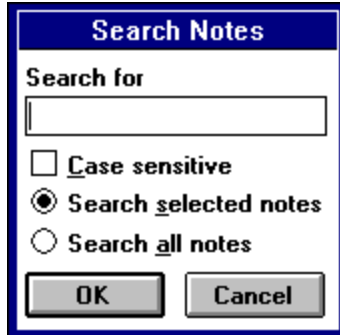 Search Notes
Search for
Case sensitive
Search selected notes
Search all notes
OK Cancel